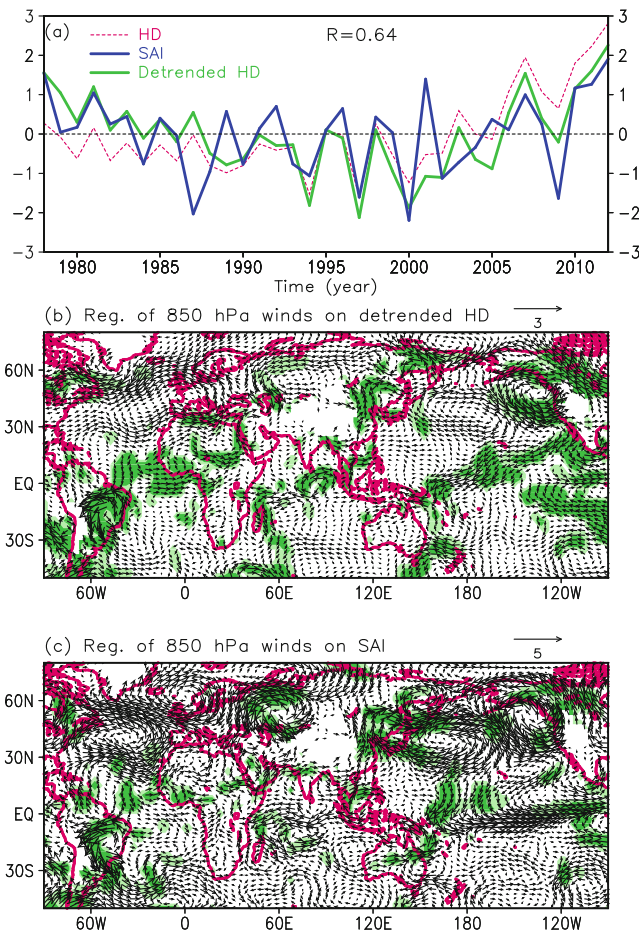 (a)
HD
SAI
Detrended HD
R=0.64
3
2
1
0
−1
−2
−3
3
2
1
0
−1
−2
−3
1980 1985 1990 1995 2000 2005 2010
Time (year)
(b) Reg. of 850 hPa winds on detrended HD
3
60N
30N
EQ
30S
60W 0 60E 120E 180 120W
(c) Reg. of 850 hPa winds on SAI
5
60N
30N
EQ
30S
60W 0 60E 120E 180 120W